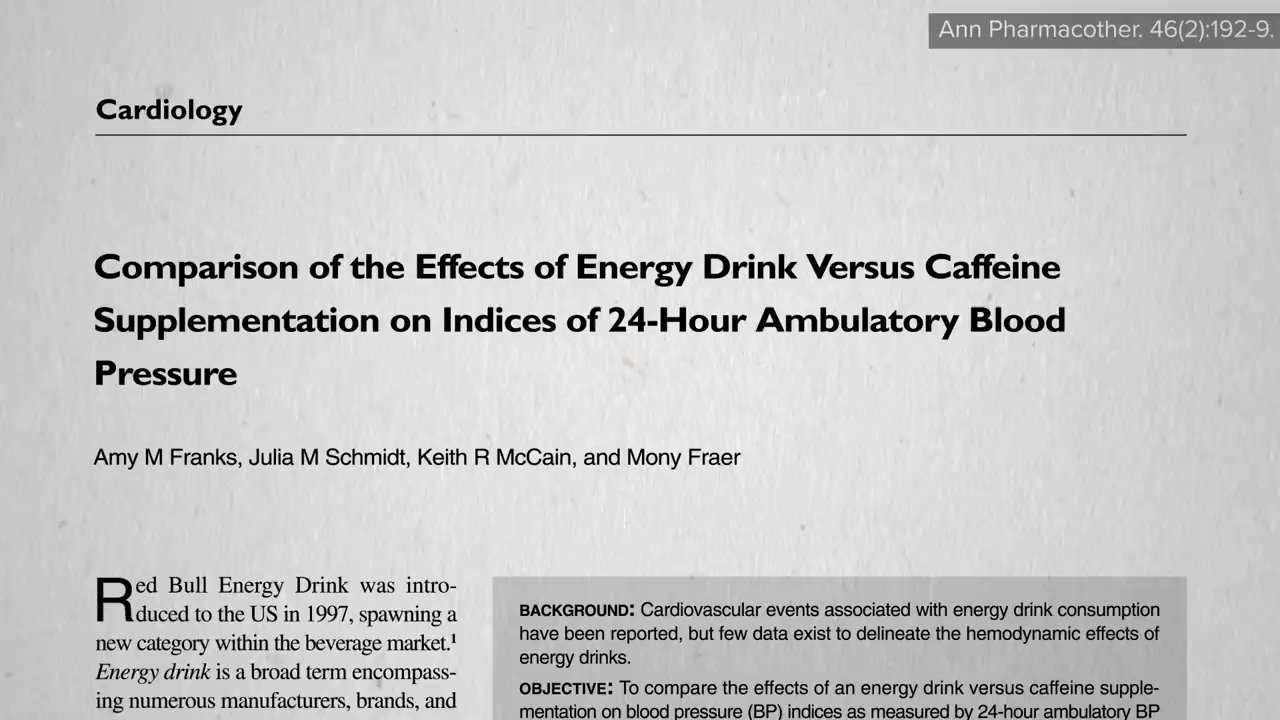 Ann Pharmacother. 46(2):192-9.
Cardiology
Comparison of the Effects of Energy Drink Versus Caffeine
Supplementation on Indices of 24-Hour Ambulatory Blood
Pressure
Amy M Franks, Julia M Schmidt, Keith R McCain, and Mony Fraer
Red Bull Energy Drink was intro-
duced to the US in 1997, spawning a
new category within the beverage market.¹
Energy drink is a broad term encompass-
ing numerous manufacturers, brands, and
BACKGROUND: Cardiovascular events associated with energy drink consumption
have been reported, but few data exist to delineate the hemodynamic effects of
energy drinks.
OBJECTIVE: To compare the effects of an energy drink versus caffeine supple-
mentation on blood pressure (BP) indices as measured by 24-hour ambulatory BP